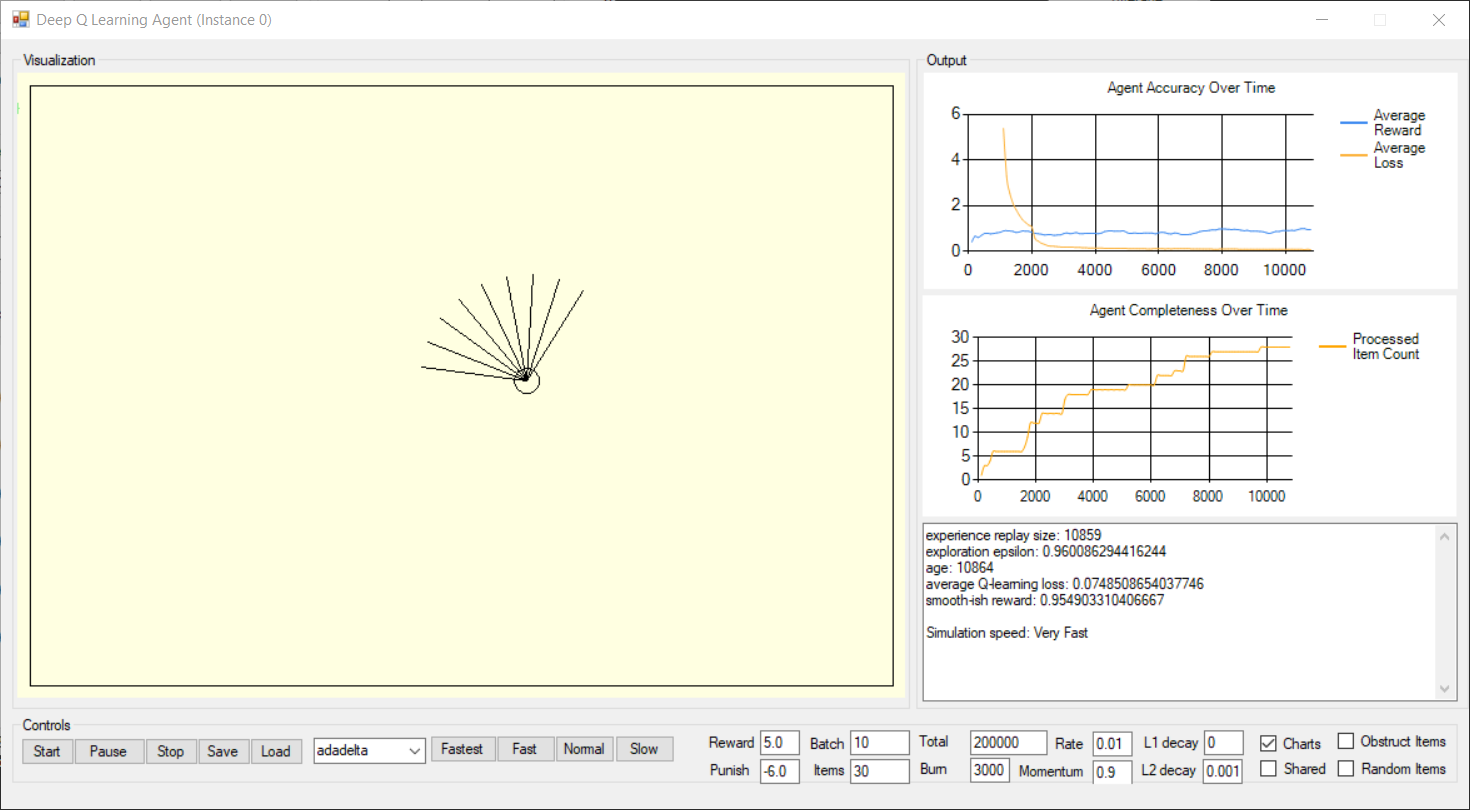 Deep Q Learning Agent (Instance 0)
Visualization
Output
Agent Accuracy Over Time
6
4
2
0
0 2000 4000 6000 8000 10000
Average
Reward
Average
Loss
Agent Completeness Over Time
30
25
20
15
10
5
0
0 2000 4000 6000 8000 10000
Processed
Item Count
experience replay size: 10859
exploration epsilon: 0.960086294416244
age: 10864
average Q-learning loss: 0.0748508654037746
smooth-ish reward: 0.954903310406667
Simulation speed: Very Fast
Controls
Start Pause Stop Save Load adadelta Fastest Fast Normal Slow
Reward 5.0 Batch 10 Total 200000 Rate 0.01 L1 decay 0 Charts Obstruct Items
Punish -6.0 Items 30 Burn 3000 Momentum 0.9 L2 decay 0.001 Shared Random Items